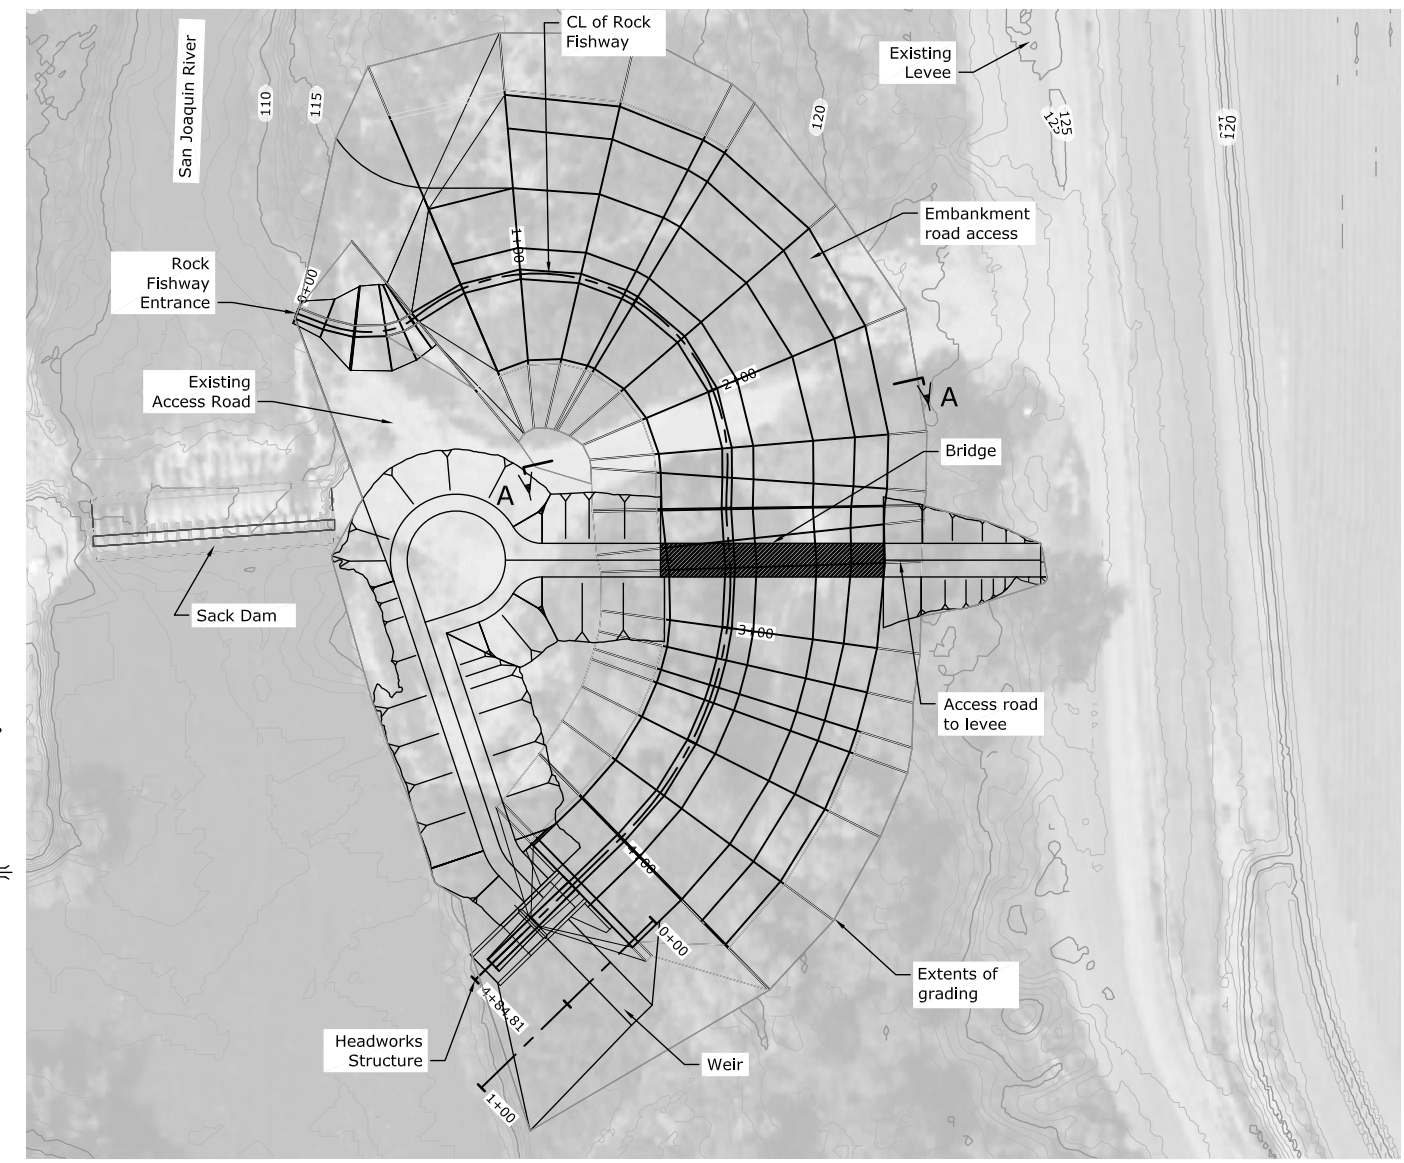 CL of Rock
Fishway
Existing
Levee
San Joaquin River
110
115
120
125
125
120
Embankment
road access
1+00
Rock
Fishway
Entrance
0+00
Existing
Access Road
2+00
A
Bridge
A
Sack Dam
3+00
Access road
to levee
4+00
0+00
Extents of
grading
4+84.81
Headworks
Structure
Weir
1+00